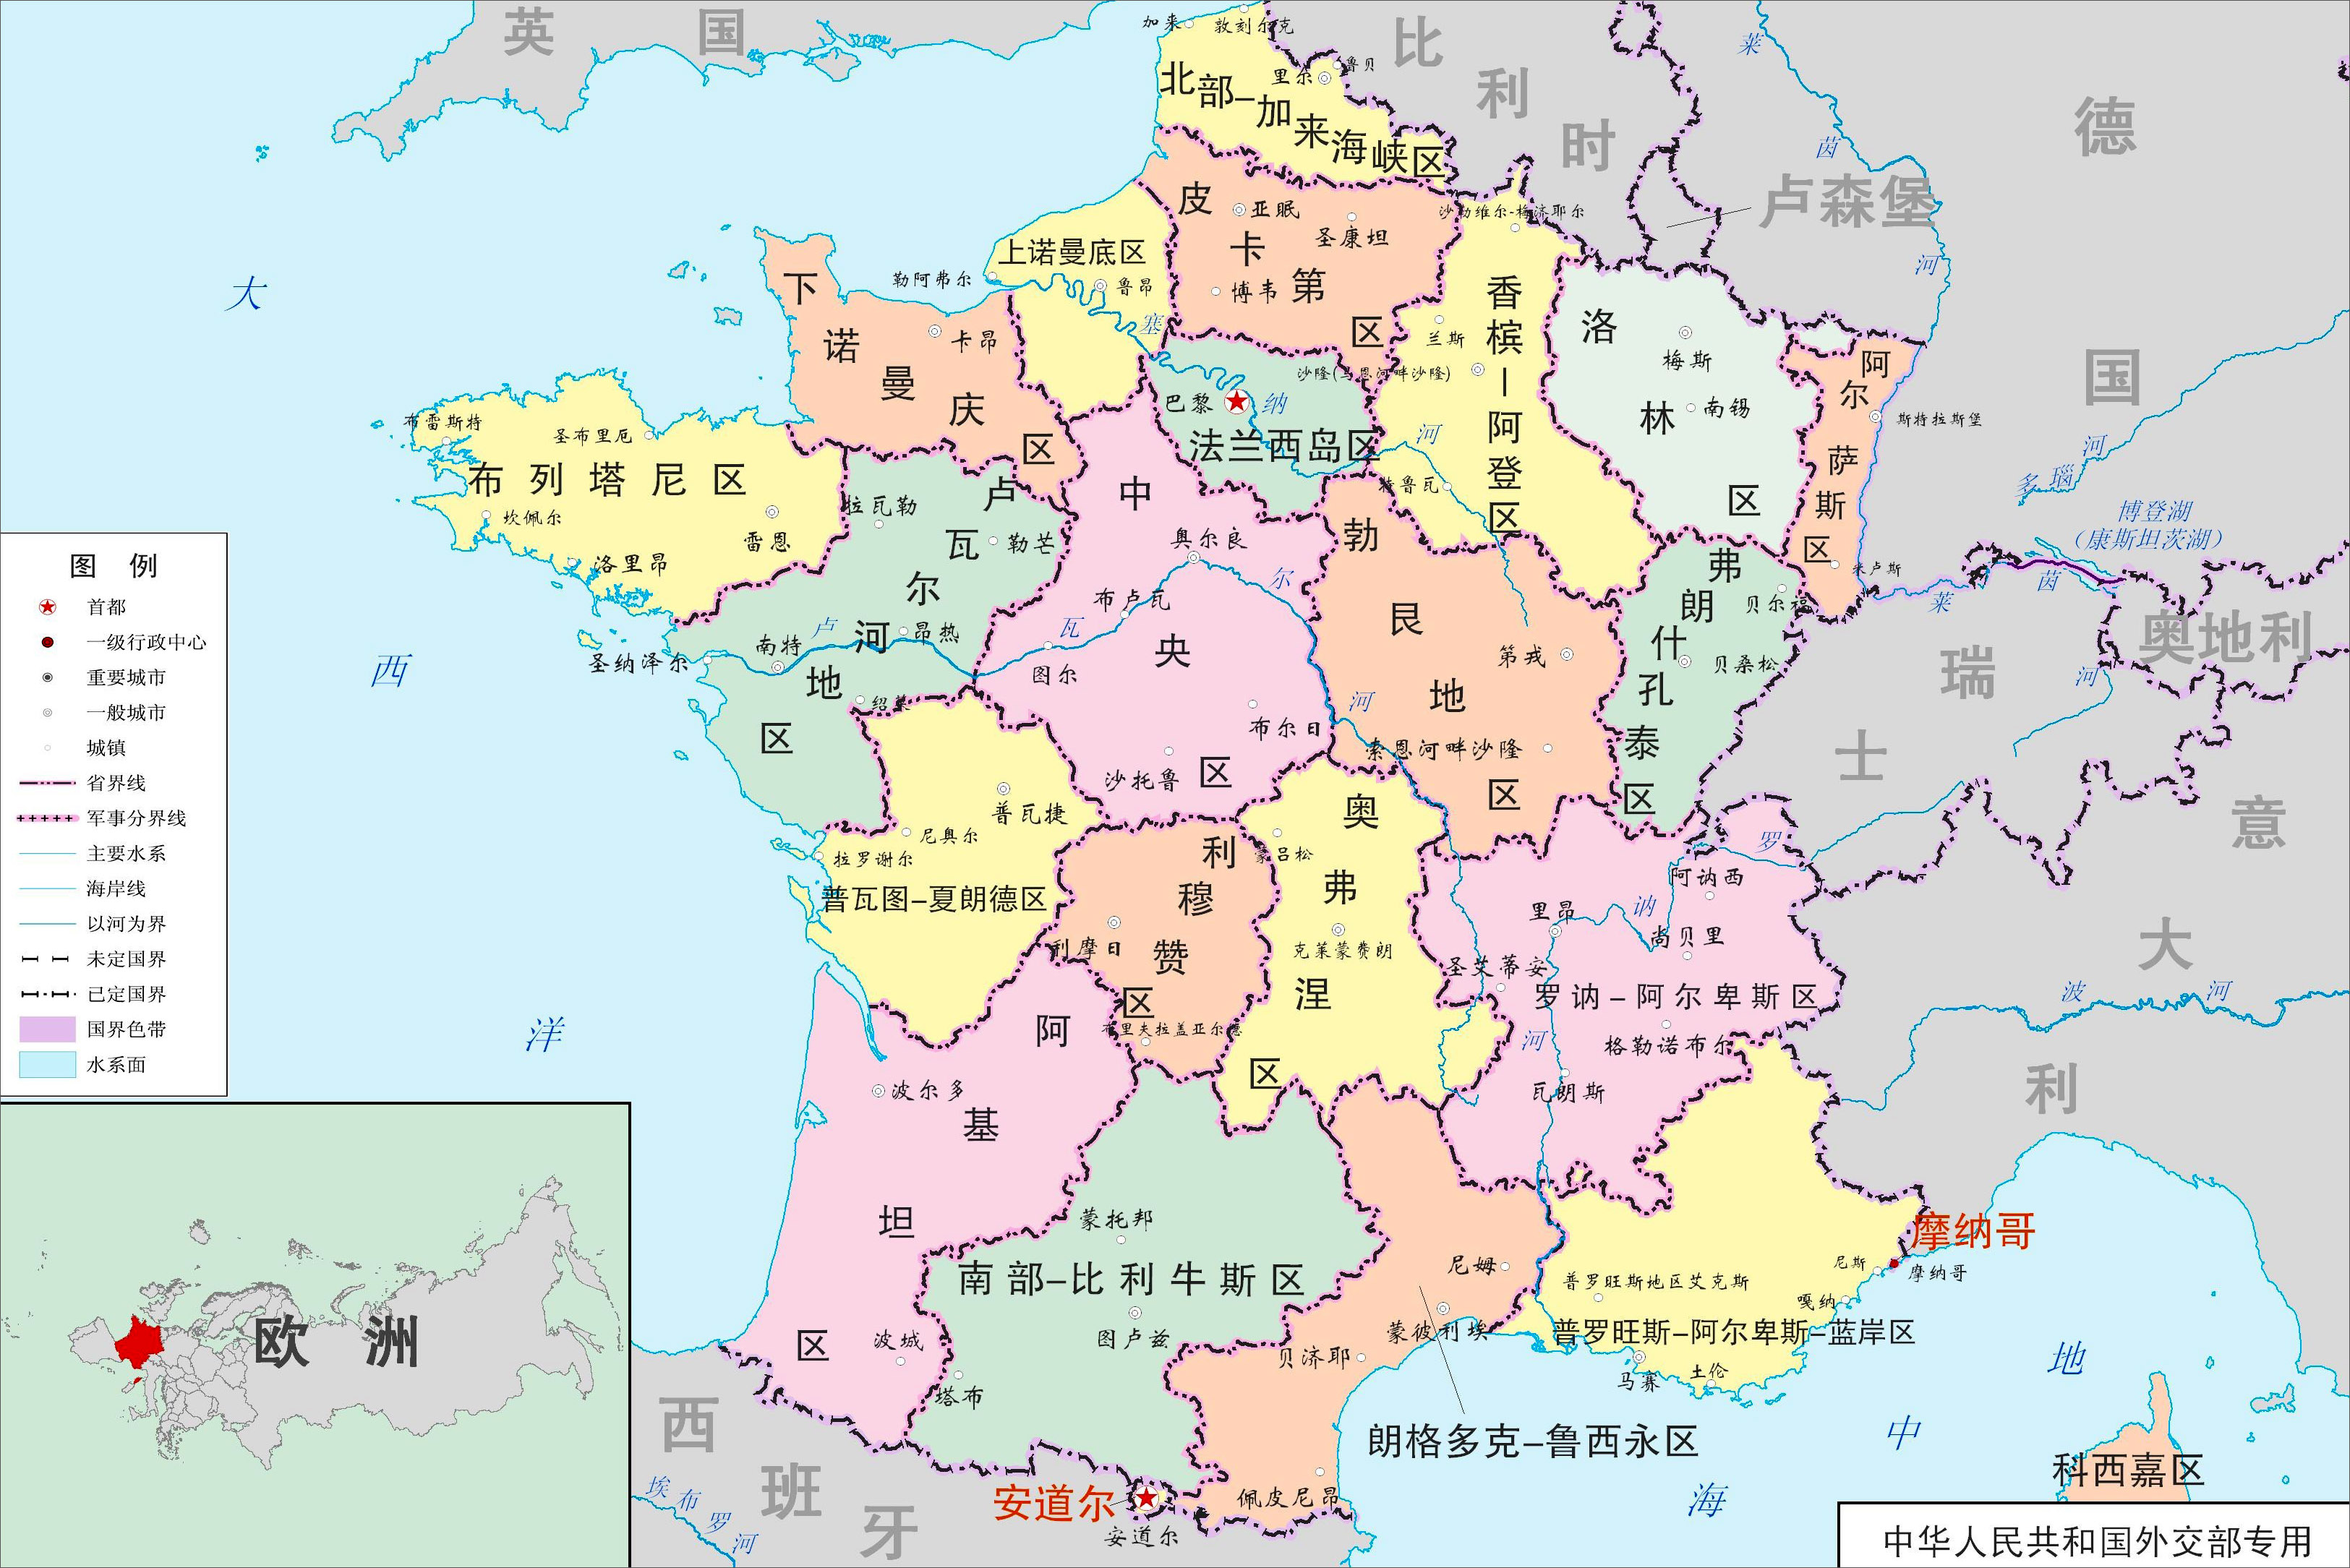 英国
比利时
德国
卢森堡
奥地利
瑞士
意大利
西班牙
大西洋
地中海
莱茵河
多瑙河
博登湖
（康斯坦茨湖）
莱茵河
波河
埃布罗河
加来
敦刻尔克
里尔
鲁贝
北部-加来海峡区
皮卡第区
亚眠
圣康坦
博韦
上诺曼底区
勒阿弗尔
鲁昂
塞纳河
下诺曼庆区
卡昂
香槟-阿登区
沙勒维尔-梅济耶尔
兰斯
沙隆(马恩河畔沙隆)
特鲁瓦
洛林区
梅斯
南锡
阿尔萨斯区
斯特拉斯堡
米卢斯
巴黎
法兰西岛区
布列塔尼区
布雷斯特
圣布里厄
坎佩尔
雷恩
洛里昂
卢瓦尔河地区
拉瓦勒
勒芒
南特
昂热
圣纳泽尔
绍莱
卢瓦尔河
中央区
奥尔良
布卢瓦
图尔
布尔日
沙托鲁
勃艮地区
第戎
索恩河畔沙隆
弗朗什孔泰区
贝尔福
贝桑松
普瓦捷
尼奥尔
拉罗谢尔
普瓦图-夏朗德区
利穆赞区
利摩日
布里夫拉盖亚尔德
奥弗涅区
蒙吕松
克莱蒙费朗
罗讷河
阿讷西
里昂
尚贝里
圣艾蒂安
罗讷-阿尔卑斯区
格勒诺布尔
瓦朗斯
阿基坦区
波尔多
波城
南部-比利牛斯区
蒙托邦
图卢兹
塔布
尼姆
蒙彼利埃
贝济耶
佩皮尼昂
朗格多克-鲁西永区
普罗旺斯地区艾克斯
尼斯
嘎纳
普罗旺斯-阿尔卑斯-蓝岸区
马赛
土伦
摩纳哥
摩纳哥
安道尔
安道尔
科西嘉区
图例
首都
一级行政中心
重要城市
一般城市
城镇
省界线
军事分界线
主要水系
海岸线
以河为界
未定国界
已定国界
国界色带
水系面
欧洲
中华人民共和国外交部专用